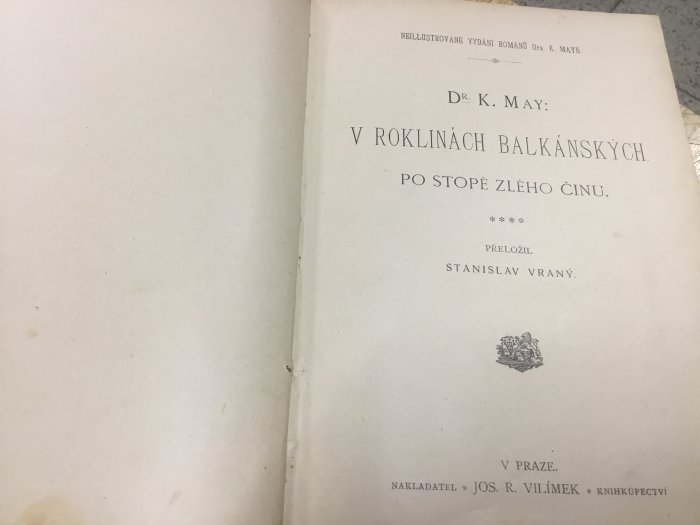 NEILLUSTROVANÉ VYDÁNÍ ROMÁNŮ DRA. K. MAYE.
DR. K. MAY:
V ROKLINÁCH BALKÁNSKÝCH.
PO STOPĚ ZLÉHO ČINU.
****
PŘELOŽIL
STANISLAV VRANÝ.
V PRAZE.
NAKLADATEL * JOS. R. VILÍMEK * KNIHKUPECTVÍ